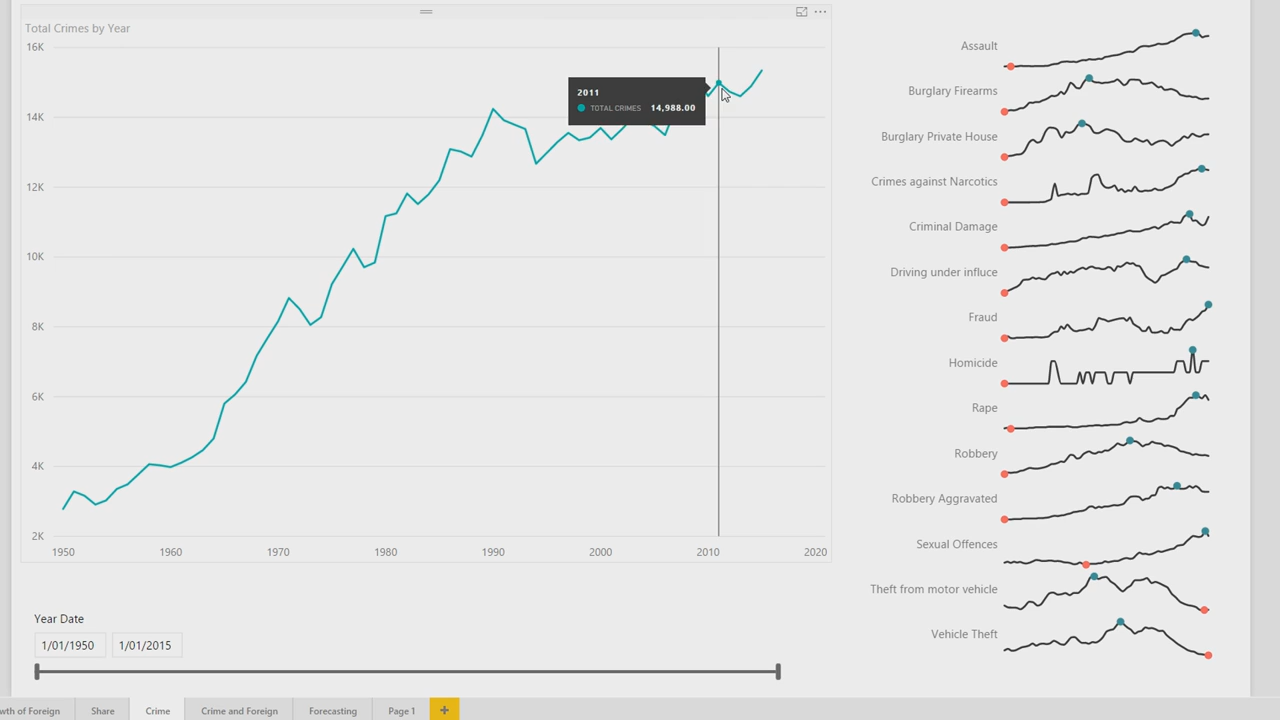 Total Crimes by Year
16K
14K
12K
10K
8K
6K
4K
2K
2011
TOTAL CRIMES 14,988.00
1950 1960 1970 1980 1990 2000 2010 2020
Assault
Burglary Firearms
Burglary Private House
Crimes against Narcotics
Criminal Damage
Driving under influce
Fraud
Homicide
Rape
Robbery
Robbery Aggravated
Sexual Offences
Theft from motor vehicle
Vehicle Theft
Year Date
1/01/1950 1/01/2015
wth of Foreign Share Crime Crime and Foreign Forecasting Page 1 +